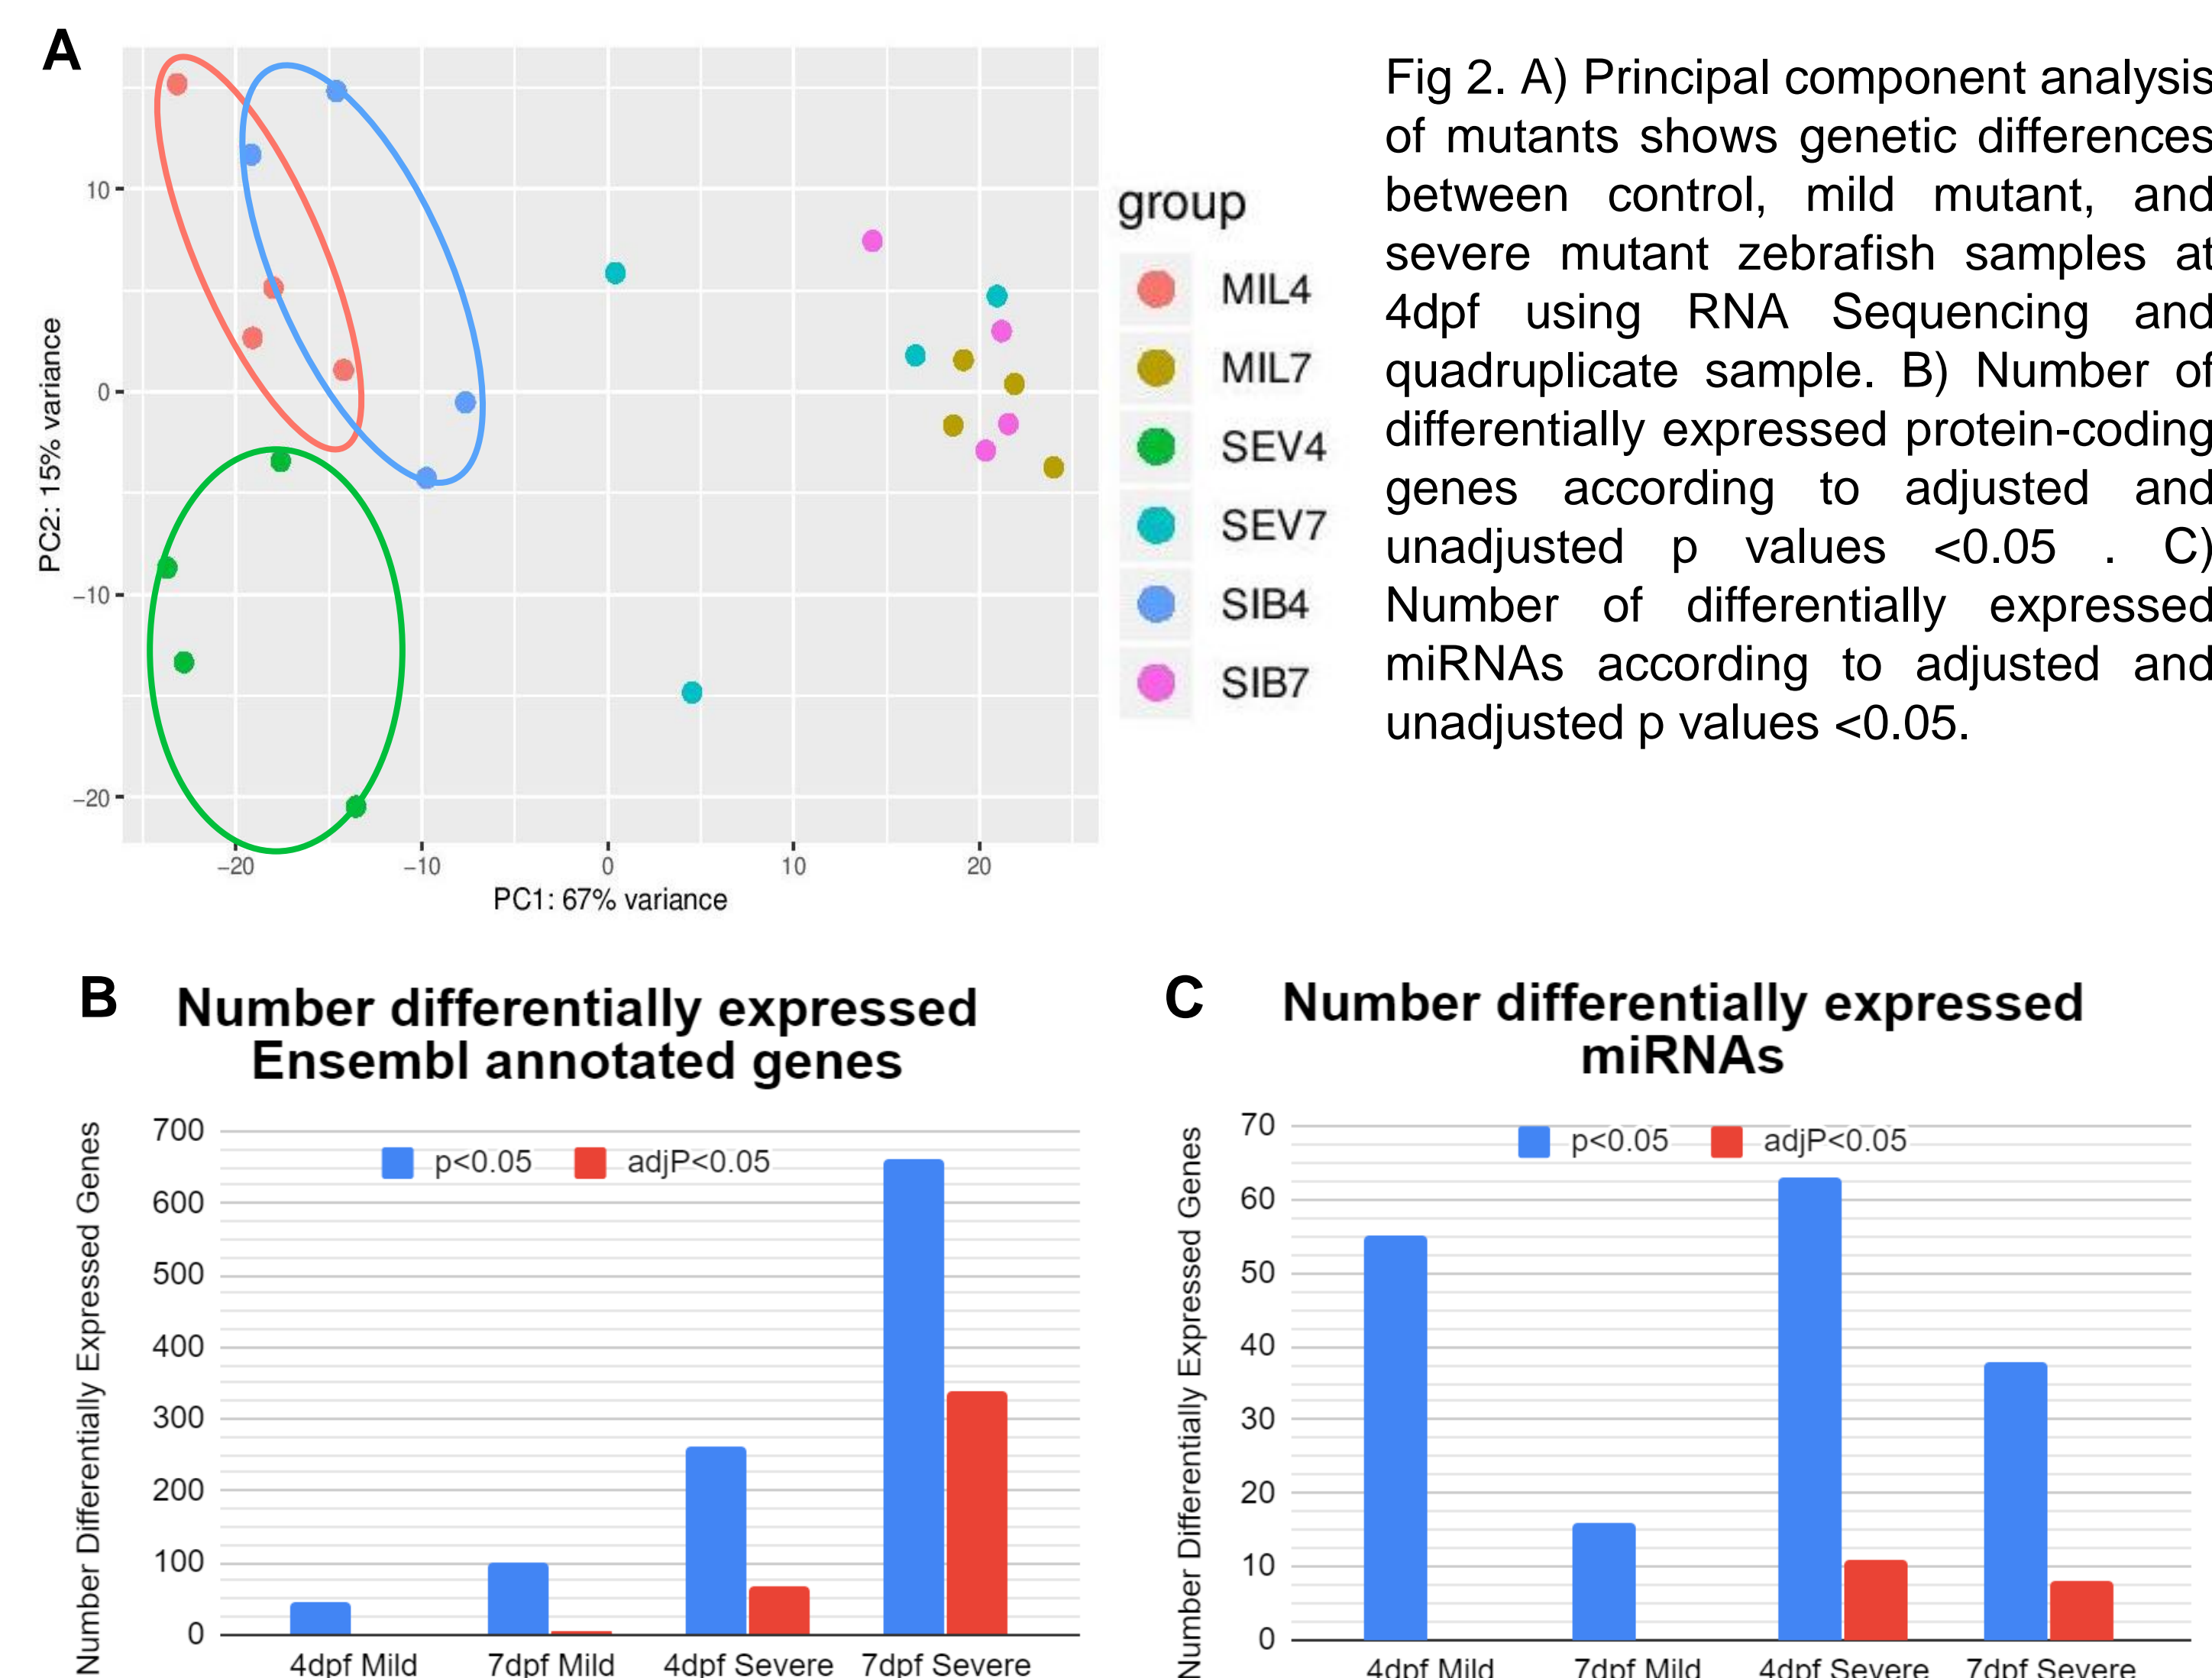 A
10
0
−10
−20
PC2: 15% variance
−20
−10
0
10
20
PC1: 67% variance
group
MIL4
MIL7
SEV4
SEV7
SIB4
SIB7
Fig 2. A) Principal component analysis
of mutants shows genetic differences
between control, mild mutant, and
severe mutant zebrafish samples at
4dpf using RNA Sequencing and
quadruplicate sample. B) Number of
differentially expressed protein-coding
genes according to adjusted and
unadjusted p values <0.05 . C)
Number of differentially expressed
miRNAs according to adjusted and
unadjusted p values <0.05.
B
Number differentially expressed
Ensembl annotated genes
Number Differentially Expressed Genes
700
600
500
400
300
200
100
0
p<0.05
adjP<0.05
4dpf Mild
7dpf Mild
4dpf Severe
7dpf Severe
C
Number differentially expressed
miRNAs
Number Differentially Expressed Genes
70
60
50
40
30
20
10
0
p<0.05
adjP<0.05
4dpf Mild
7dpf Mild
4dpf Severe
7dpf Severe